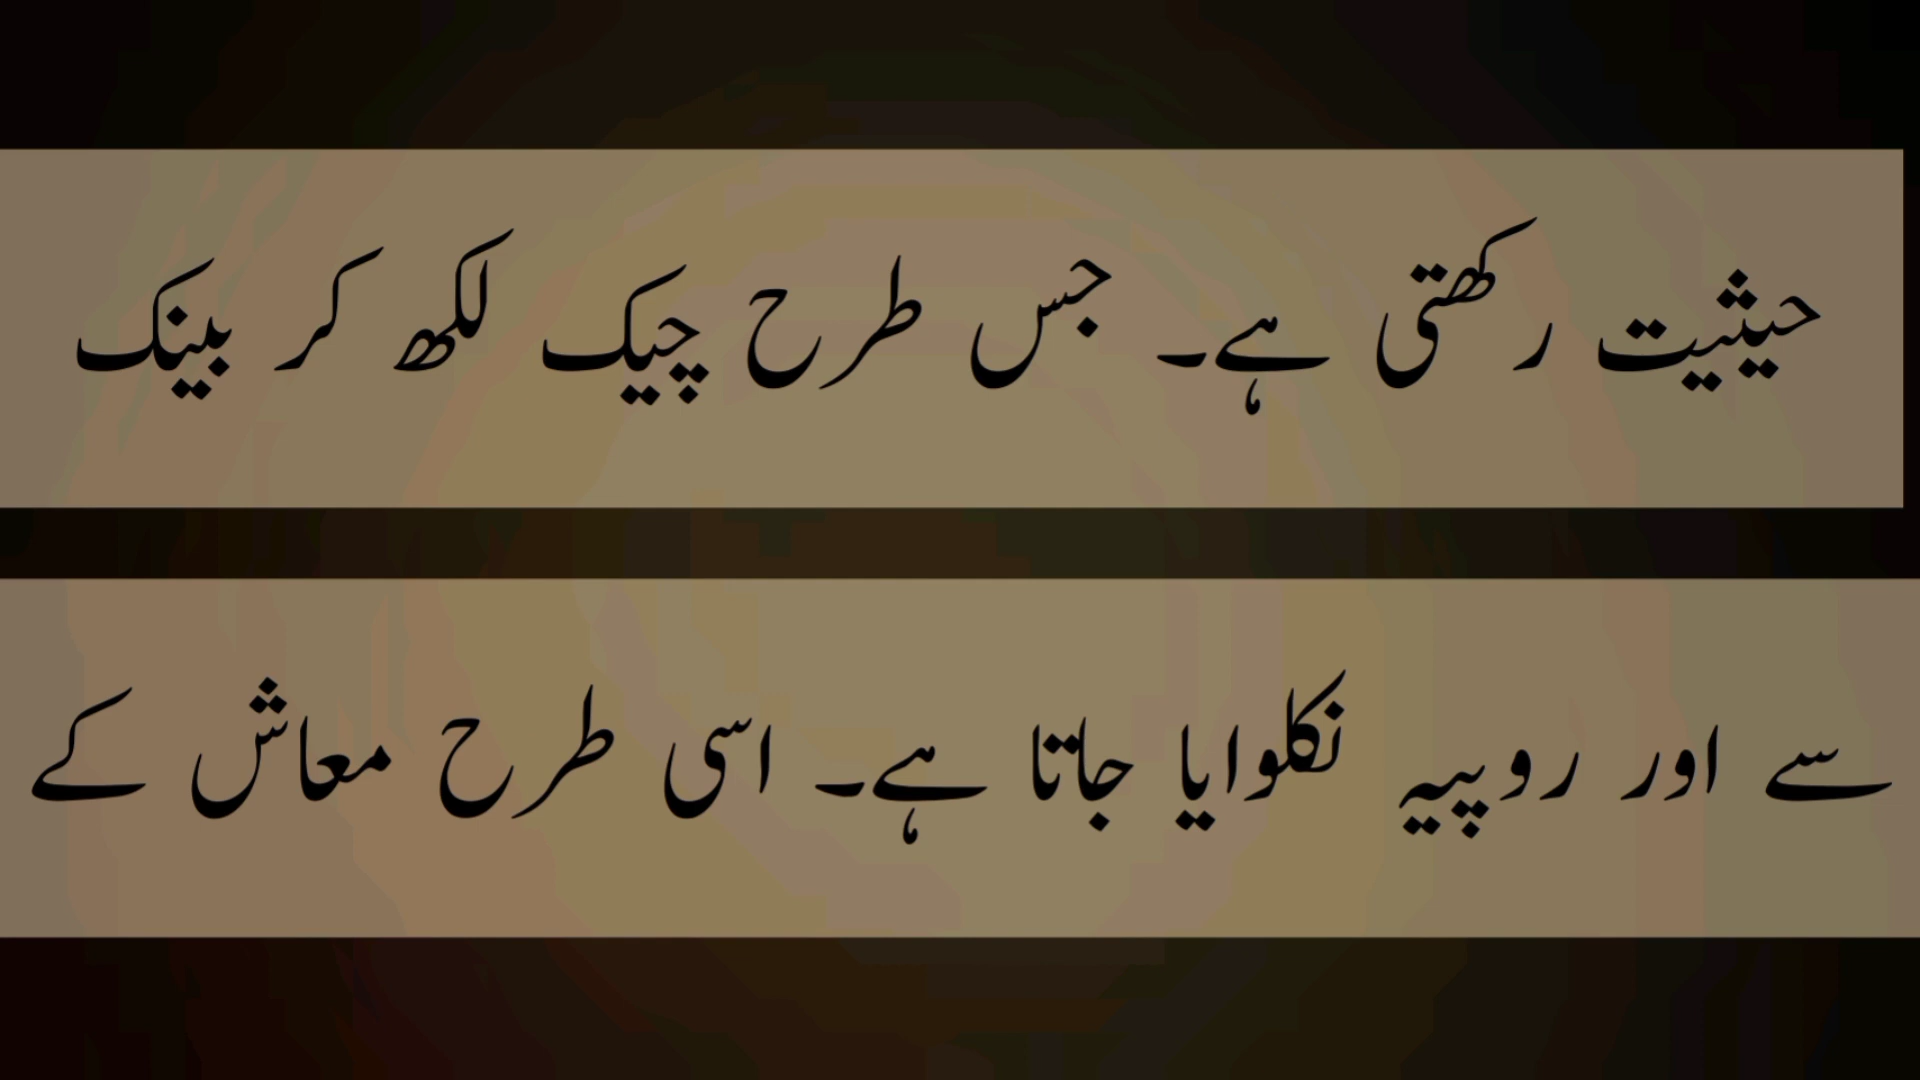 حیثیت رکھتی ہے۔ جس طرح چیک لکھ کر بینک
سے اور روپیہ نکلوایا جاتا ہے۔ اسی طرح معاش کے